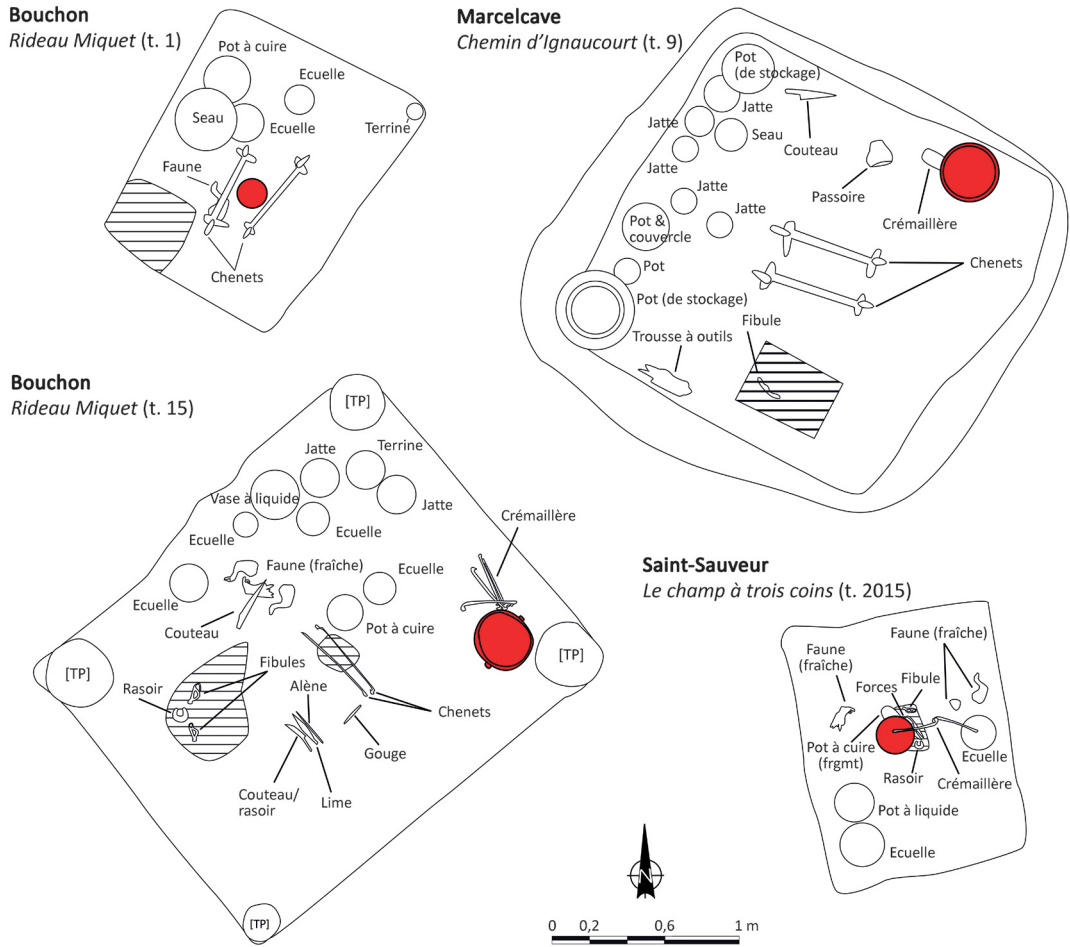 Bouchon
Rideau Miquet (t. 1)
Pot à cuire
Ecuelle
Seau
Ecuelle
Terrine
Faune
Chenets
Marcelcave
Chemin d’Ignaucourt (t. 9)
Pot
(de stockage)
Jatte
Couteau
Jatte
Seau
Jatte
Passoire
Crémaillère
Jatte
Jatte
Pot &
couvercle
Chenets
Pot
Pot (de stockage)
Fibule
Trousse à outils
Bouchon
Rideau Miquet (t. 15)
[TP]
Jatte
Terrine
Vase à liquide
Jatte
Ecuelle
Ecuelle
Crémaillère
Faune (fraîche)
Ecuelle
Ecuelle
Couteau
Pot à cuire
[TP]
[TP]
Fibules
Rasoir
Alène
Chenets
Gouge
Couteau/
rasoir
Lime
[TP]
Saint-Sauveur
Le champ à trois coins (t. 2015)
Faune (fraîche)
Faune
(fraîche)
Forces
Fibule
Pot à cuire
(frgmt)
Rasoir
Crémaillère
Ecuelle
Pot à liquide
Ecuelle
N
0 0,2 0,6 1 m